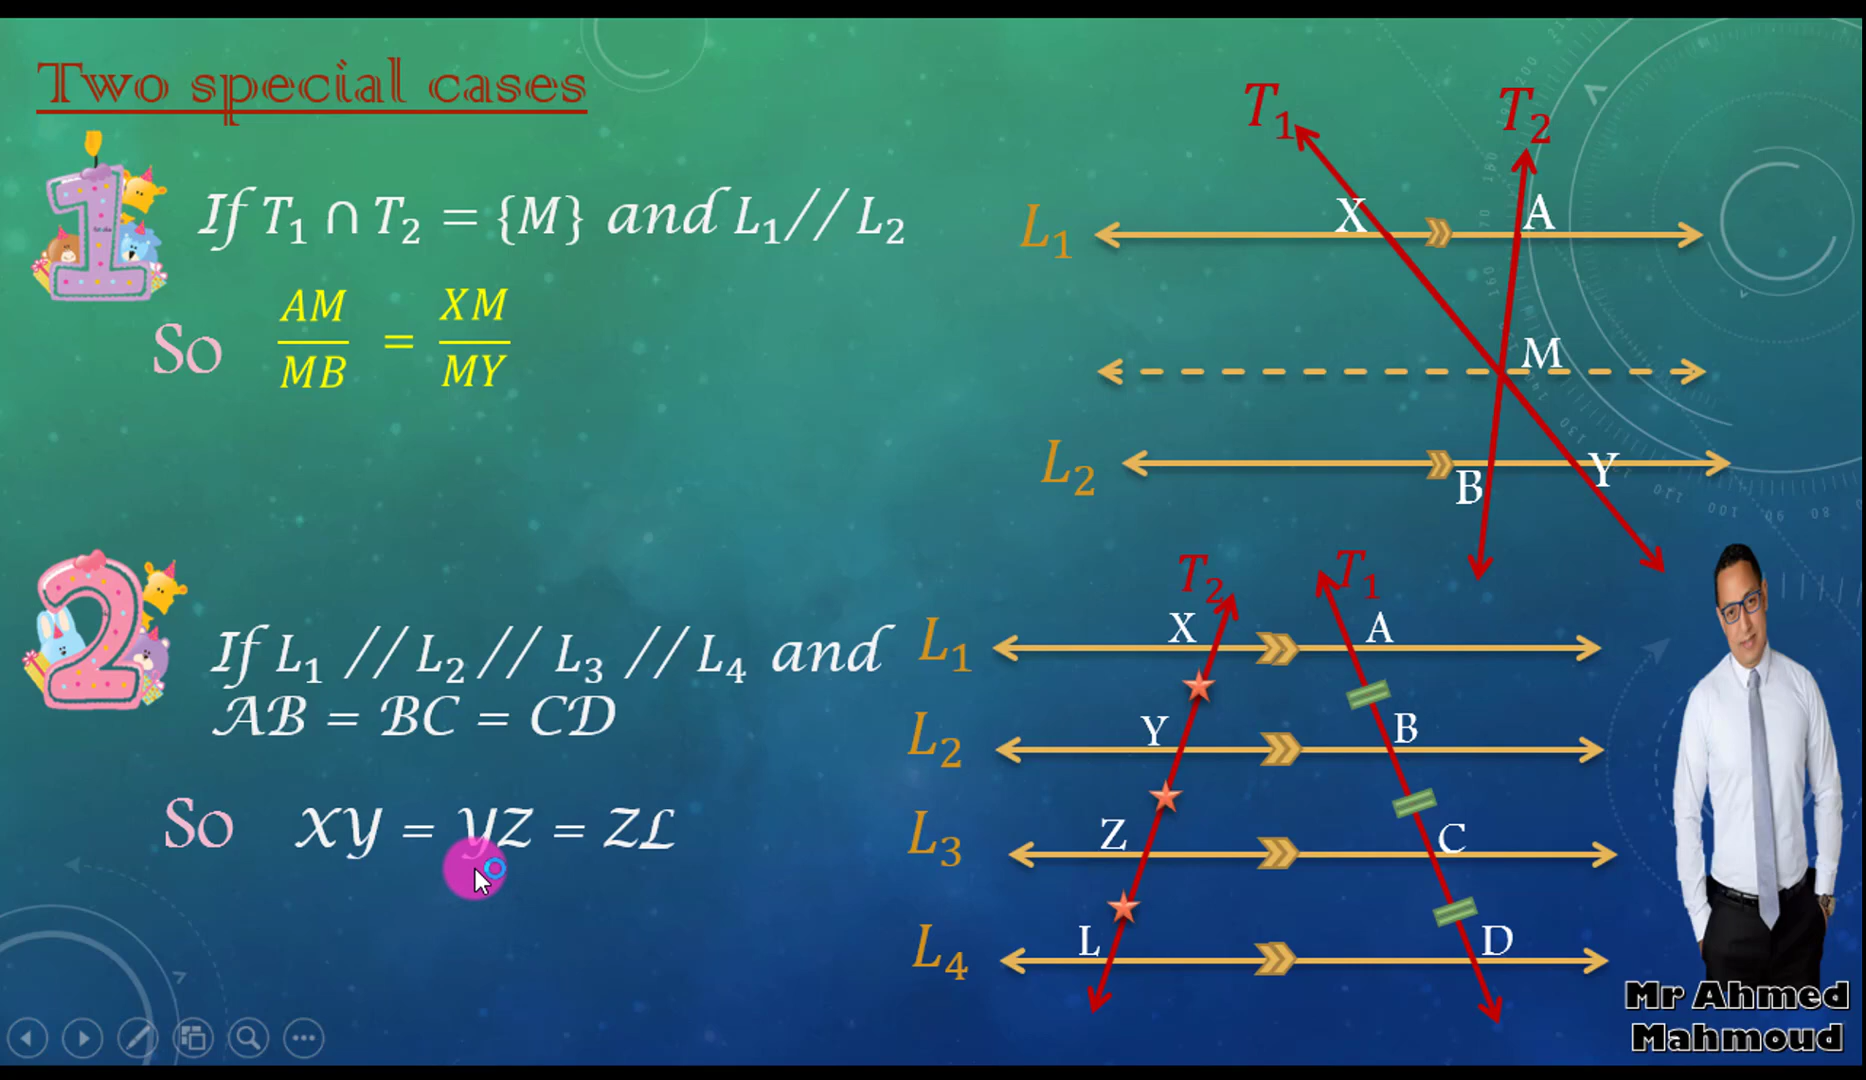 Two special cases
If T₁ ∩ T₂ = {M} and L₁// L₂
So AM/MB = XM/MY
If L₁ // L₂ // L₃ // L₄ and
AB = BC = CD
So XY = YZ = ZL
T₁ T₂
X A
L₁
M
L₂
B Y
T₂ T₁
X A
L₁
Y B
L₂
Z C
L₃
L D
L₄
Mr Ahmed
Mahmoud